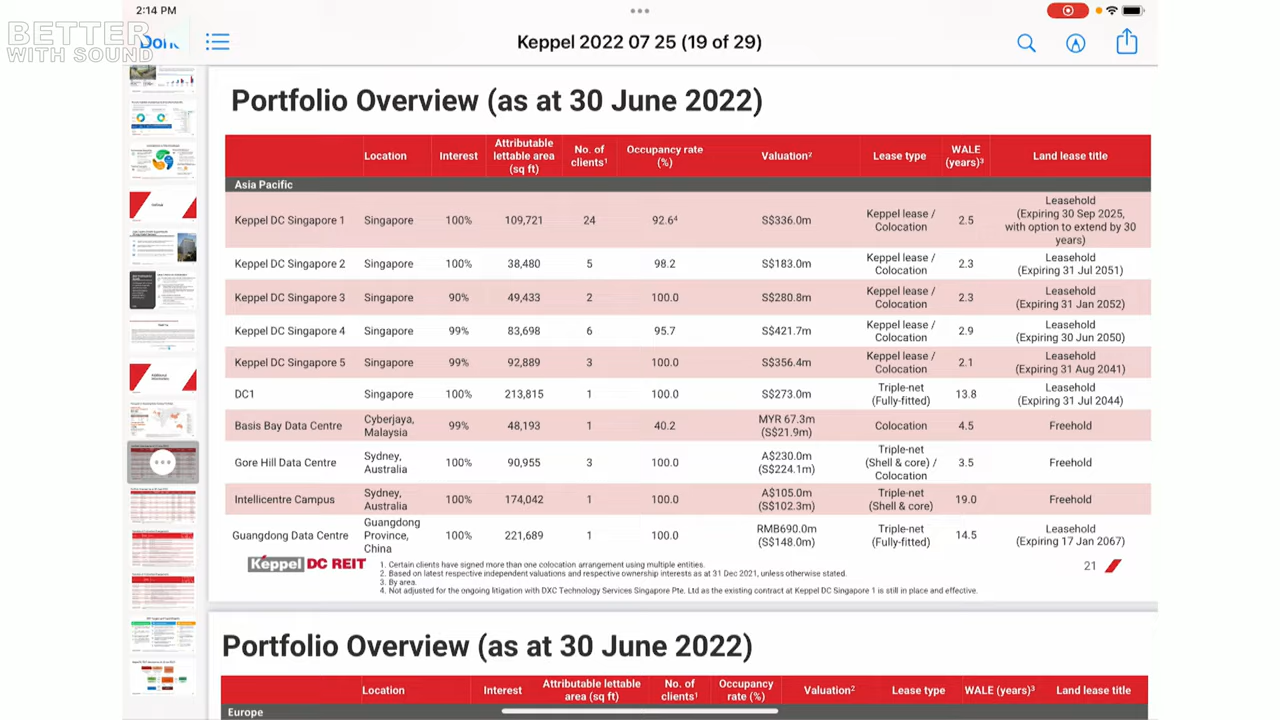 2:14 PM
BETTER
WITH SOUND
Done
Keppel 2022 07 25 (19 of 29)
Portfolio Overview (as at 30 June 2022)
Location Interest Attributable lettable area (sq ft) No. of clients¹ Occupancy rate (%) Valuation² Lease type WALE (years)³ Land lease title
Asia Pacific
Keppel DC Singapore 1 Singapore 100% 109,721 24 92.6⁴ S$336.0m Keppel lease / Colocation 2.5 Leasehold (Expiring 30 Sep 2025, with option to extend by 30 years)
Keppel DC Singapore 2 Singapore 100% 38,480 5 98.2 S$183.0m Keppel lease / Colocation 2.3 Leasehold (Expiring 31 Jul 2051)
Keppel DC Singapore 3 Singapore 90% 49,433 100.0 Keppel lease / Colocation 2.3 Leasehold (Expiring 31 Jan 2052)
Keppel DC Singapore 4 Singapore 99% 83,698 95.7 S$421.7m Keppel lease / Colocation 2.9 Leasehold (Expiring 30 Jun 2050)
Keppel DC Singapore 5 Singapore 99% 92,889 3 100.0 S$356.4m Keppel lease / Colocation 2.1 Leasehold (Expiring 31 Aug 2041)
DC1 Singapore 100% 213,815 1 100.0 Triple-net (Fully-fitted) 13.8 Leasehold (Expiring 31 Jul 2044)
Basis Bay Data Centre Cyberjaya, Malaysia 99% 48,193 1 40.2 MYR 67.3m (S$21.9m) Colocation 4.5 Freehold
Gore Hill Data Centre Sydney, Australia 100% 90,955 3 100.0 A$230.0m (S$224.1m) Triple-net (Shell & core) / Colocation Freehold
Intellicentre Campus Sydney, Australia 100% 174,042 1 100.0 Triple-net (Shell & core) 19.0 Freehold
Guangdong Data Centre Guangdong Province, China 100% 221,689 1 100.0 RMB690.0m (S$148.0m) Triple-net (Fully-fitted) 14.5 Leasehold (Expiring 17 Jan 2067)
Keppel DC REIT
1. Certain clients have signed more than one colocation arrangement using multiple entities.
2. Based on latest respective independent valuations and respective ownership interests as at 31 Dec 2021, unless otherwise stated.
3. By area.
4. Not adjusted for the ongoing litigation with DXC Technology Services Singapore Pte. Ltd as the existing contract at Keppel DC Singapore 1 is still in place and effective.
21
Portfolio Overview (as at 30 June 2022)
Location Interest Attributable lettable area (sq ft) No. of clients¹ Occupancy rate (%) Valuation² Lease type WALE (years)³ Land lease title
Europe